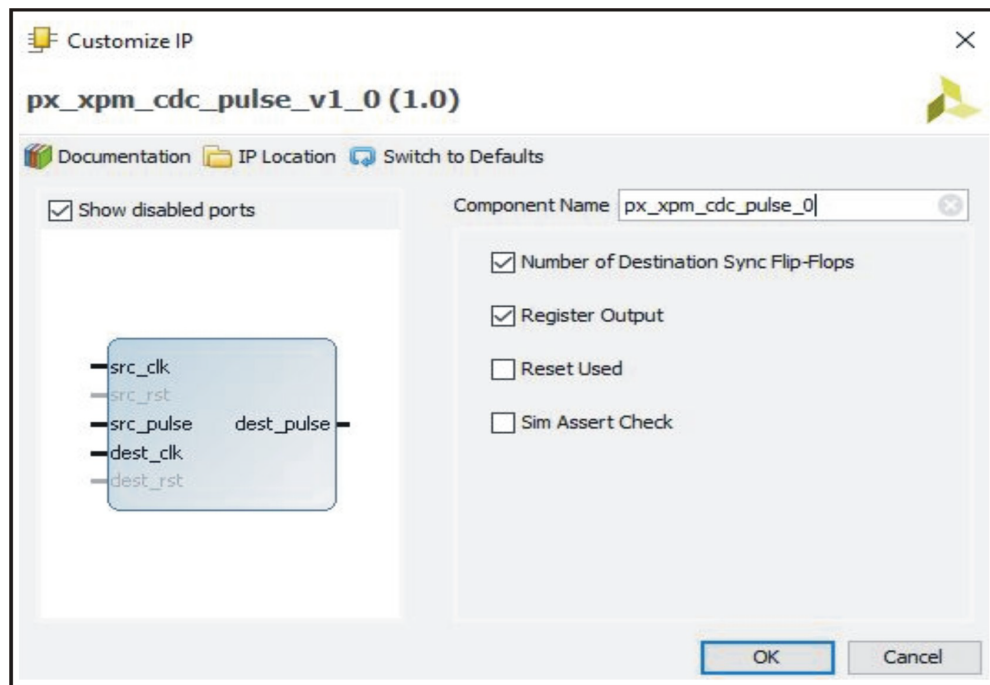 Customize IP
px_xpm_cdc_pulse_v1_0 (1.0)
Documentation IP Location Switch to Defaults
Show disabled ports
Component Name px_xpm_cdc_pulse_0
Number of Destination Sync Flip-Flops
Register Output
Reset Used
Sim Assert Check
src_clk
src_rst
src_pulse dest_pulse
dest_clk
dest_rst
OK Cancel